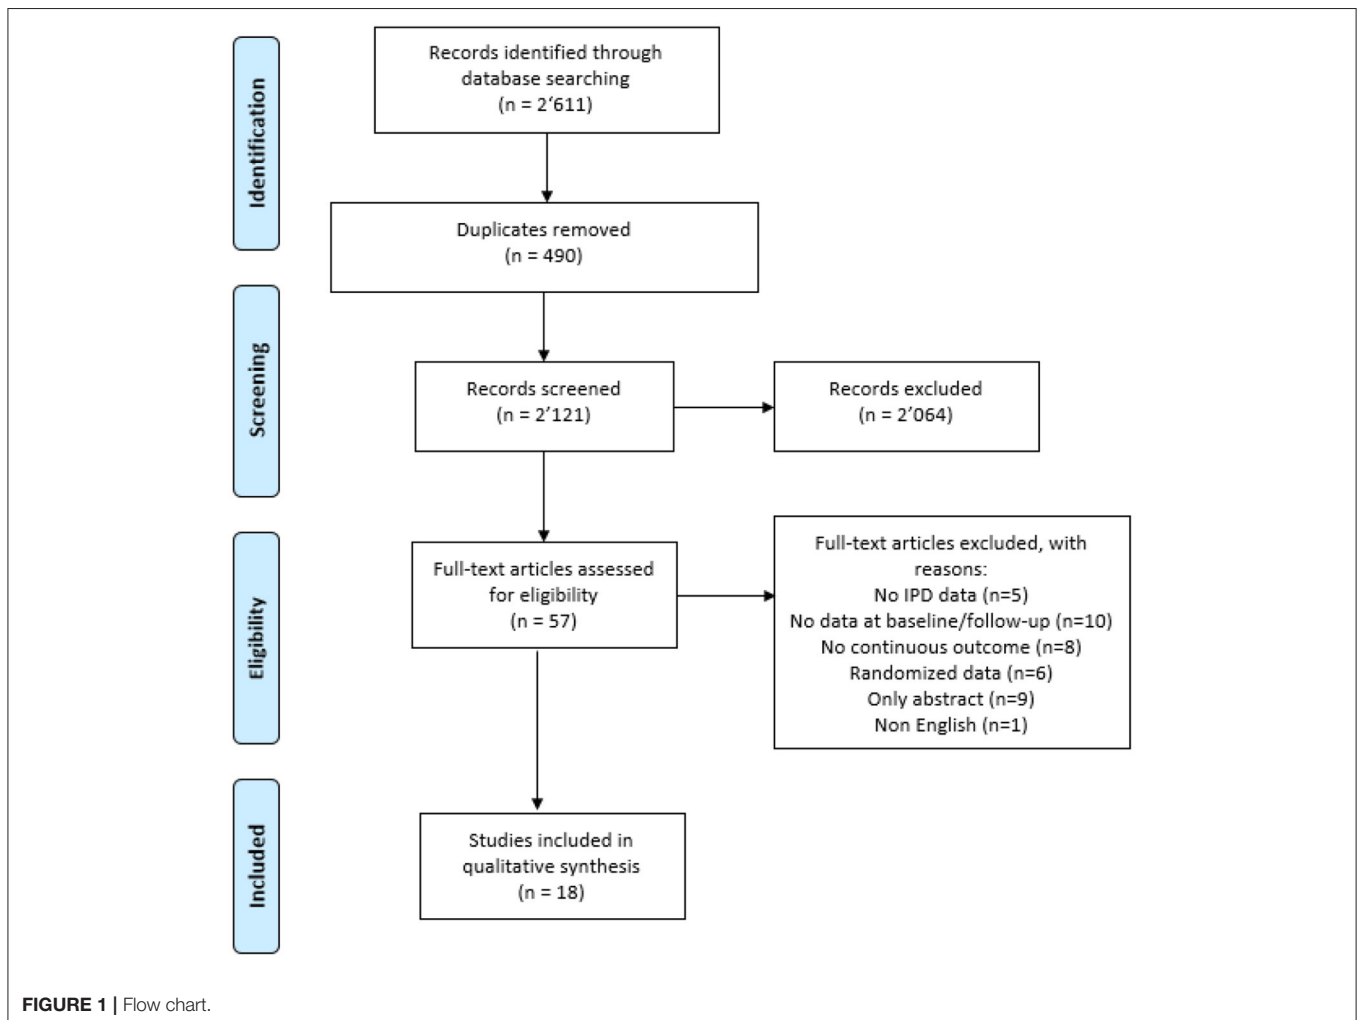 Identification
Records identified through
database searching
(n = 2‘611)
Duplicates removed
(n = 490)
Screening
Records screened
(n = 2’121)
Records excluded
(n = 2’064)
Eligibility
Full-text articles assessed
for eligibility
(n = 57)
Full-text articles excluded, with
reasons:
No IPD data (n=5)
No data at baseline/follow-up (n=10)
No continuous outcome (n=8)
Randomized data (n=6)
Only abstract (n=9)
Non English (n=1)
Included
Studies included in
qualitative synthesis
(n = 18)
FIGURE 1 | Flow chart.